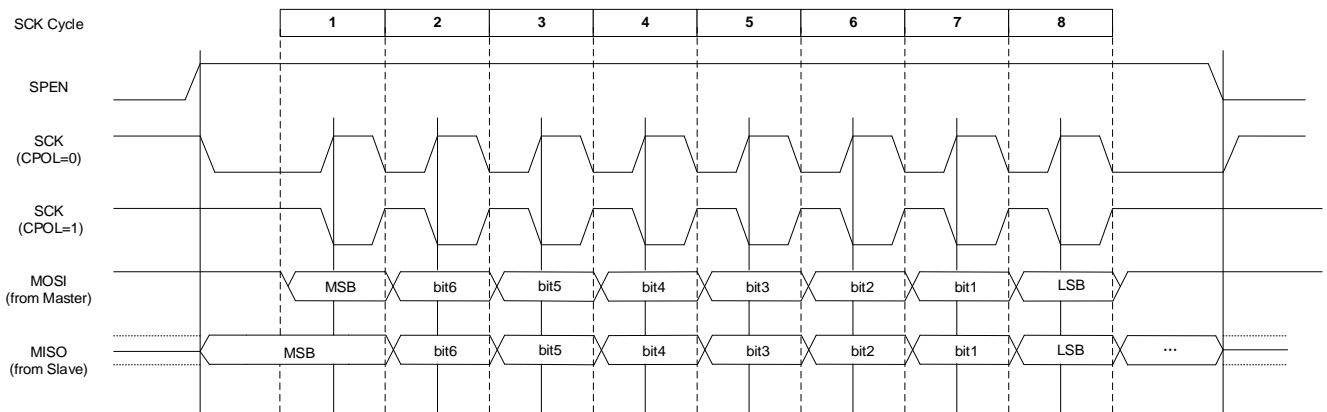 SCK Cycle 1 2 3 4 5 6 7 8
SPEN
SCK
(CPOL=0)
SCK
(CPOL=1)
MOSI
(from Master)
MSB bit6 bit5 bit4 bit3 bit2 bit1 LSB
MISO
(from Slave)
MSB bit6 bit5 bit4 bit3 bit2 bit1 LSB ...